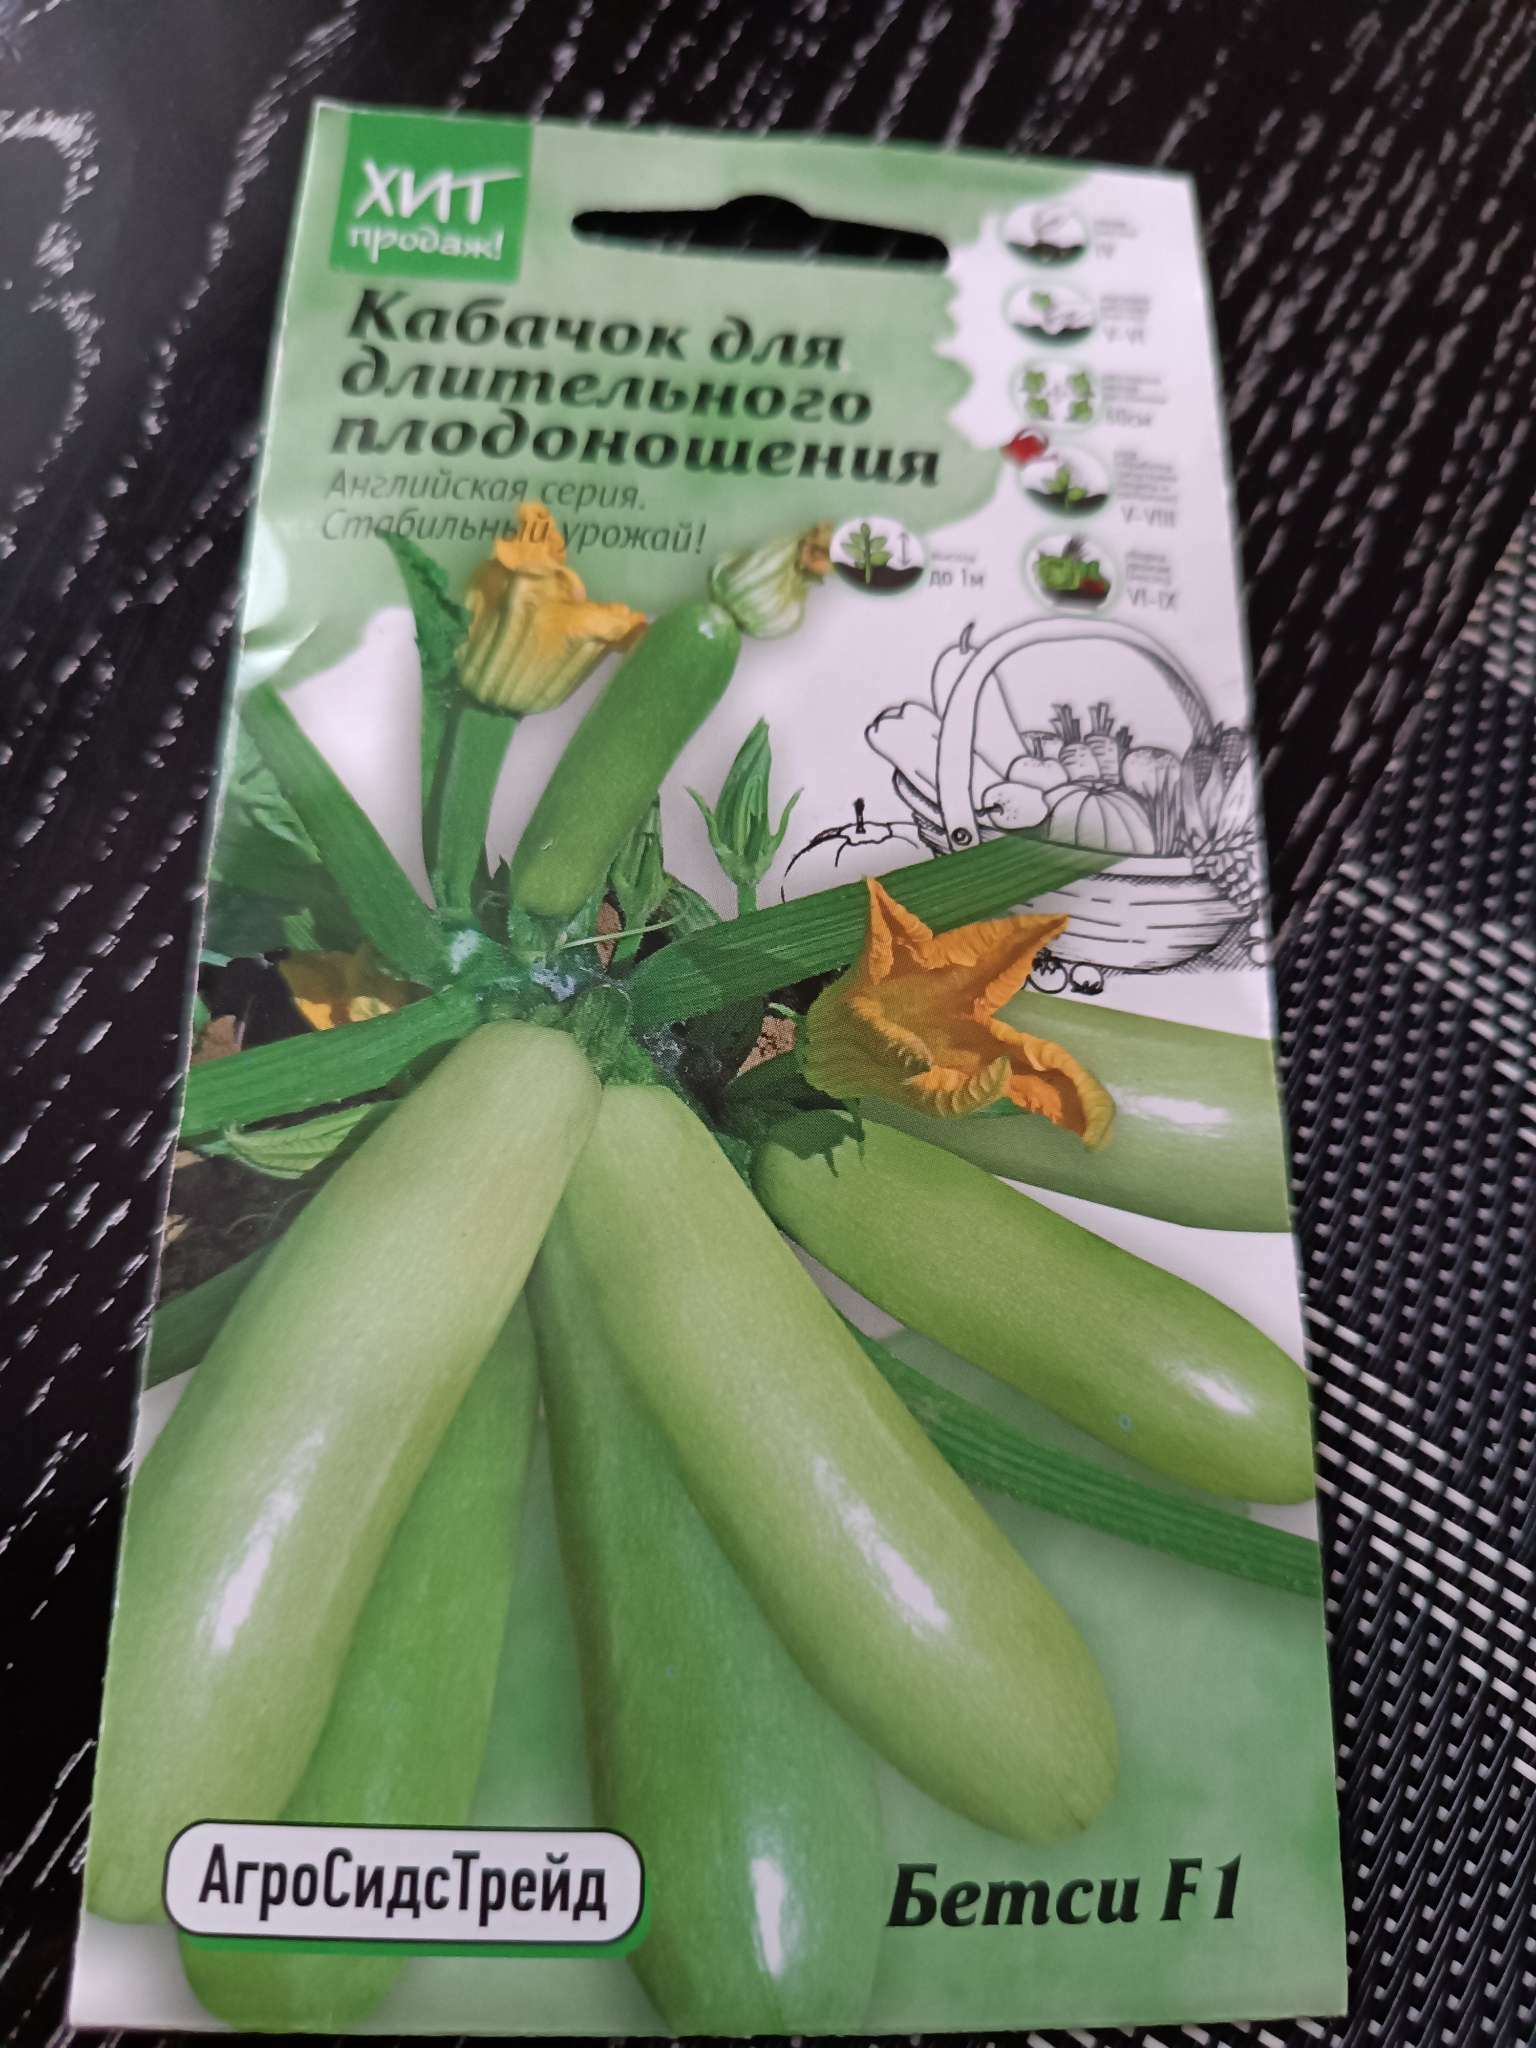 ХИТ
продаж!
Кабачок для
длительного
плодоношения
Английская серия.
Стабильный урожай!
IV
V-VI
V-VIII
до 1м
VI-IX
АгроСидсТрейд
Бетси F1